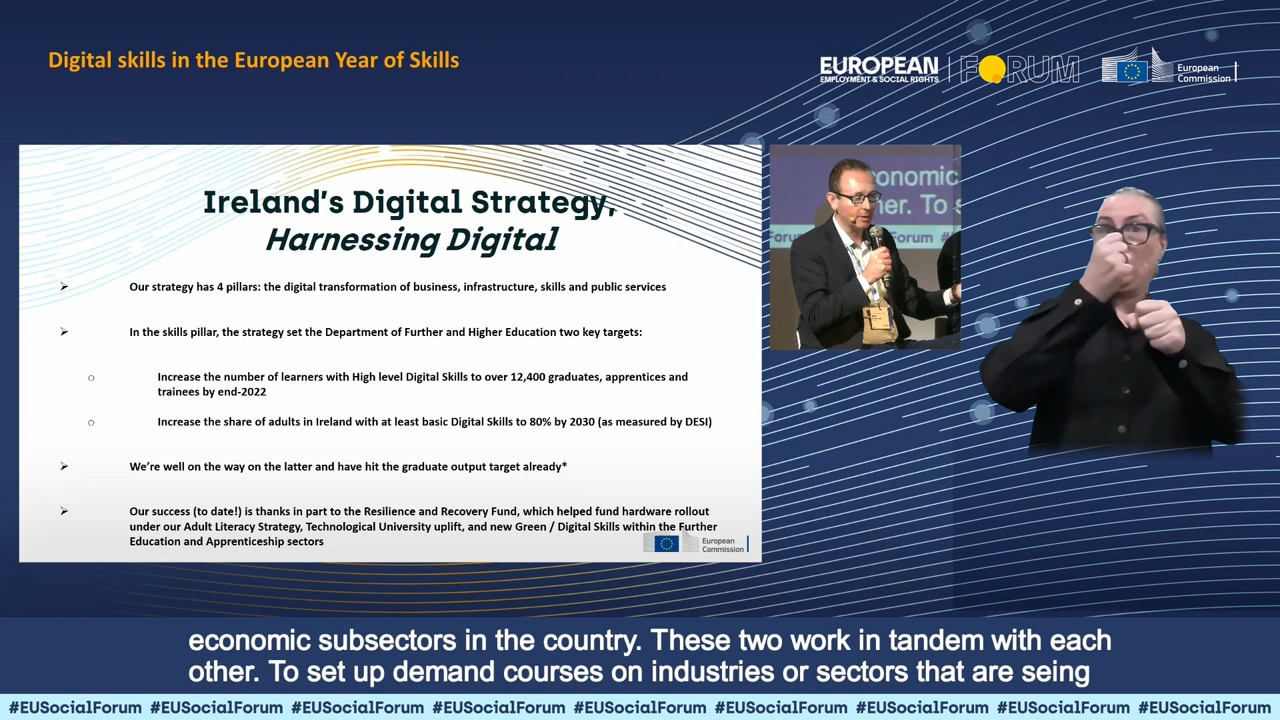 Digital skills in the European Year of Skills
EUROPEAN
EMPLOYMENT & SOCIAL RIGHTS
FORUM
European
Commission
Ireland's Digital Strategy,
Harnessing Digital
Our strategy has 4 pillars: the digital transformation of business, infrastructure, skills and public services
In the skills pillar, the strategy set the Department of Further and Higher Education two key targets:
Increase the number of learners with High level Digital Skills to over 12,400 graduates, apprentices and
trainees by end-2022
Increase the share of adults in Ireland with at least basic Digital Skills to 80% by 2030 (as measured by DESI)
We're well on the way on the latter and have hit the graduate output target already*
Our success (to date!) is thanks in part to the Resilience and Recovery Fund, which helped fund hardware rollout
under our Adult Literacy Strategy, Technological University uplift, and new Green / Digital Skills within the Further
Education and Apprenticeship sectors
European
Commission
conomic
her. To s
Foru
Forum #
economic subsectors in the country. These two work in tandem with each
other. To set up demand courses on industries or sectors that are seing
#EUSocialForum #EUSocialForum #EUSocialForum #EUSocialForum #EUSocialForum #EUSocialForum #EUSocialForum #EUSocialForum #EUSocialForum